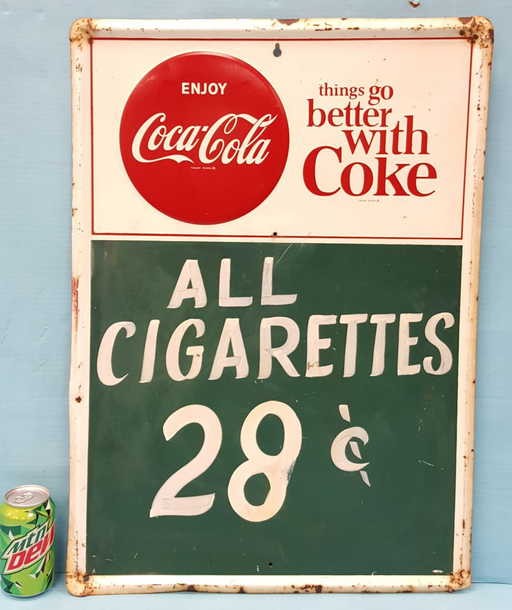 ENJOY
Coca-Cola
things go
better
with
Coke
ALL
CIGARETTES
28¢
mtn
DEW